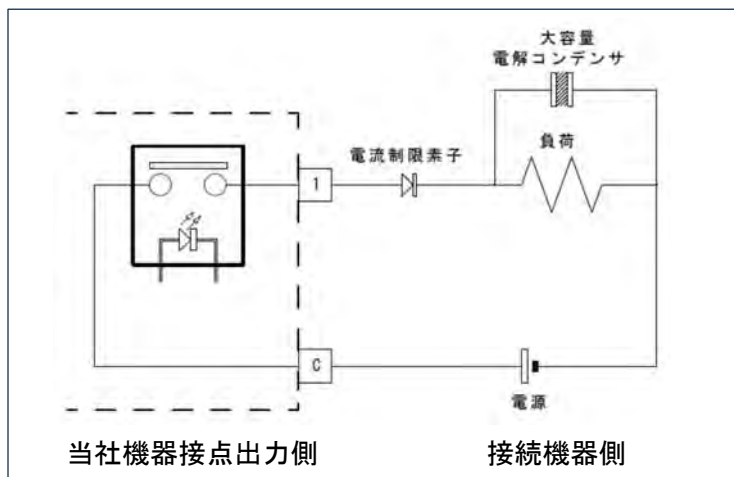 大容量
電解コンデンサ
電流制限素子
負荷
1
C
電源
当社機器接点出力側
接続機器側